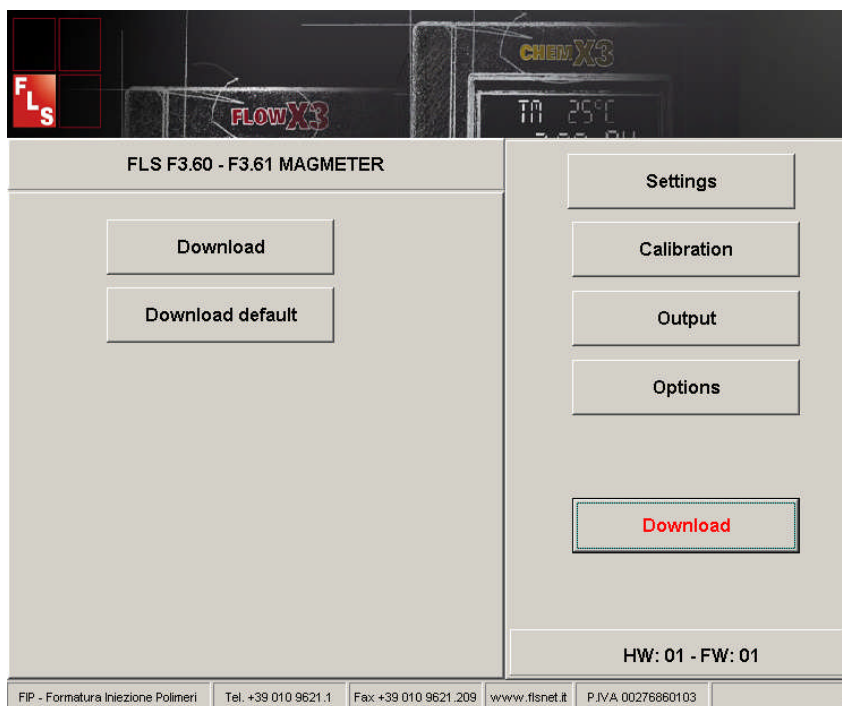 FLS
FLOW X3
CHEM X3
TM 25°C
FLS F3.60 - F3.61 MAGMETER
Download
Download default
Settings
Calibration
Output
Options
Download
HW: 01 - FW: 01
FIP - Formatura Iniezione Polimeri
Tel. +39 010 9621.1
Fax +39 010 9621.209
www.flsnet.it
P.IVA 00276860103